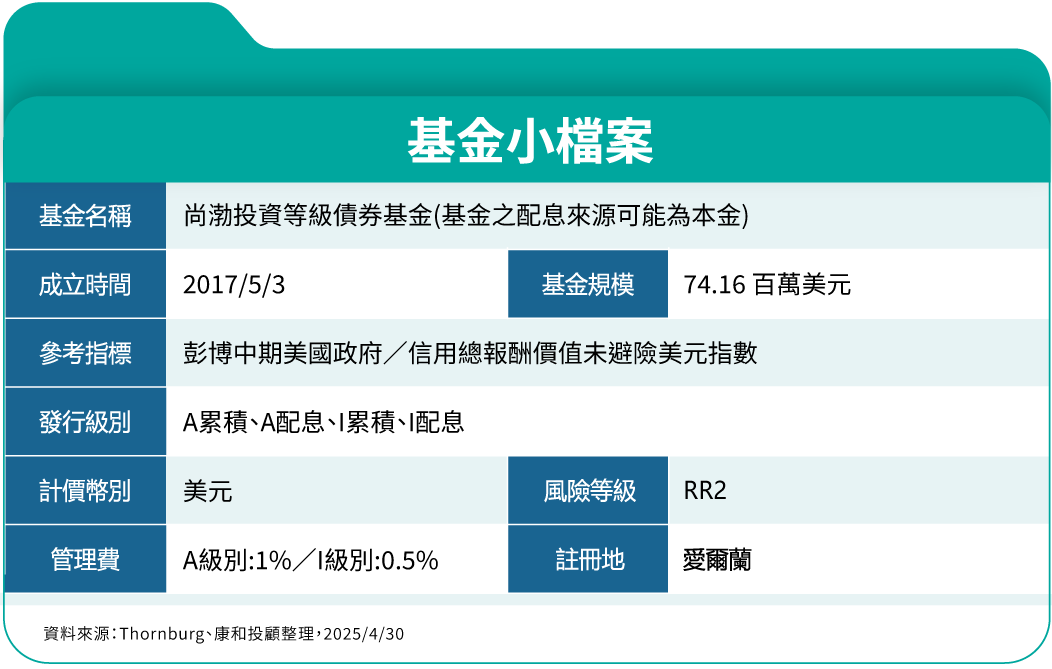 基金小檔案
基金名稱 尚渤投資等級債券基金(基金之配息來源可能為本金)
成立時間 2017/5/3 基金規模 74.16 百萬美元
參考指標 彭博中期美國政府／信用總報酬價值未避險美元指數
發行級別 A累積、A配息、I累積、I配息
計價幣別 美元 風險等級 RR2
管理費 A級別:1%／I級別:0.5% 註冊地 愛爾蘭
資料來源：Thornburg、康和投顧整理，2025/4/30